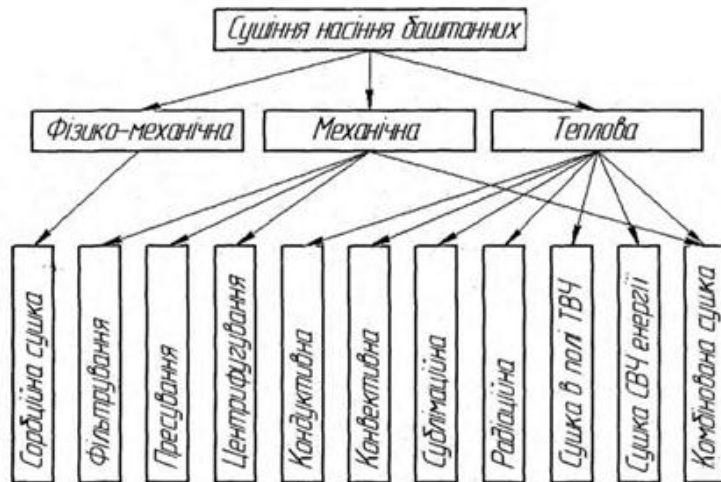 Сушіння насіння баштанних
Фізико-механічна
Механічна
Теплова
Сорбційна сушка
Фільтрування
Пресування
Центрифугування
Кондуктивна
Конвективна
Сублімаційна
Радіаційна
Сушка в полі ТВЧ
Сушка СВЧ енергії
Комбінована сушка